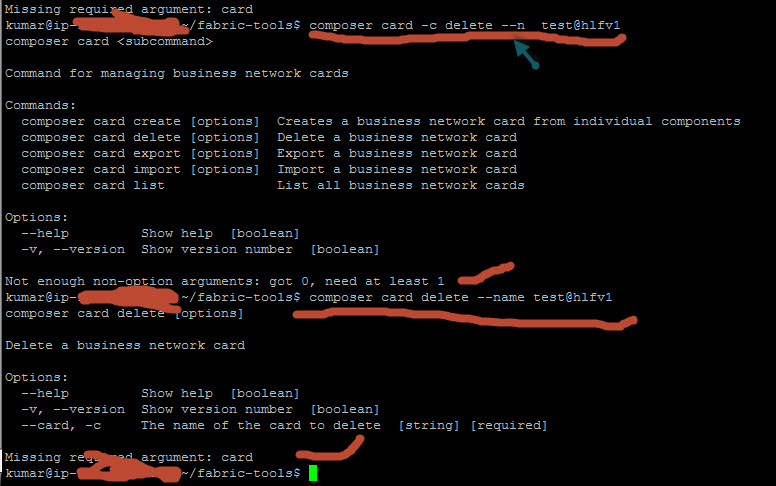 Missing required argument: card
kumar@ip- ~/fabric-tools$ composer card -c delete --n  test@hlfv1
composer card <subcommand>
Command for managing business network cards
Commands:
  composer card create [options]  Creates a business network card from individual components
  composer card delete [options]  Delete a business network card
  composer card export [options]  Export a business network card
  composer card import [options]  Import a business network card
  composer card list              List all business network cards
Options:
  --help         Show help  [boolean]
  -v, --version  Show version number  [boolean]
Not enough non-option arguments: got 0, need at least 1
kumar@ip- ~/fabric-tools$ composer card delete --name test@hlfv1
composer card delete [options]
Delete a business network card
Options:
  --help         Show help  [boolean]
  -v, --version  Show version number  [boolean]
  --card, -c     The name of the card to delete  [string] [required]
Missing required argument: card
kumar@ip- ~/fabric-tools$